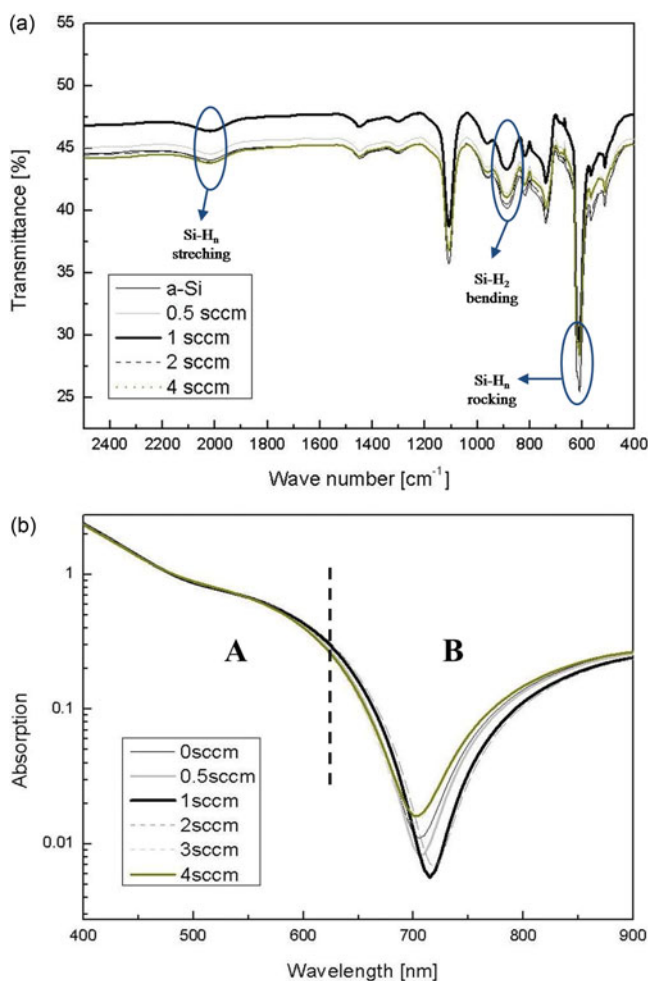 (a)
55
50
45
40
35
30
25
Transmittance [%]
Si-Hn
streching
Si-H2
bending
Si-Hn
rocking
a-Si
0.5 sccm
1 sccm
2 sccm
4 sccm
2400 2200 2000 1800 1600 1400 1200 1000 800 600 400
Wave number [cm-1]
(b)
1
0.1
0.01
Absorption
A
B
0sccm
0.5sccm
1sccm
2sccm
3sccm
4sccm
400 500 600 700 800 900
Wavelength [nm]